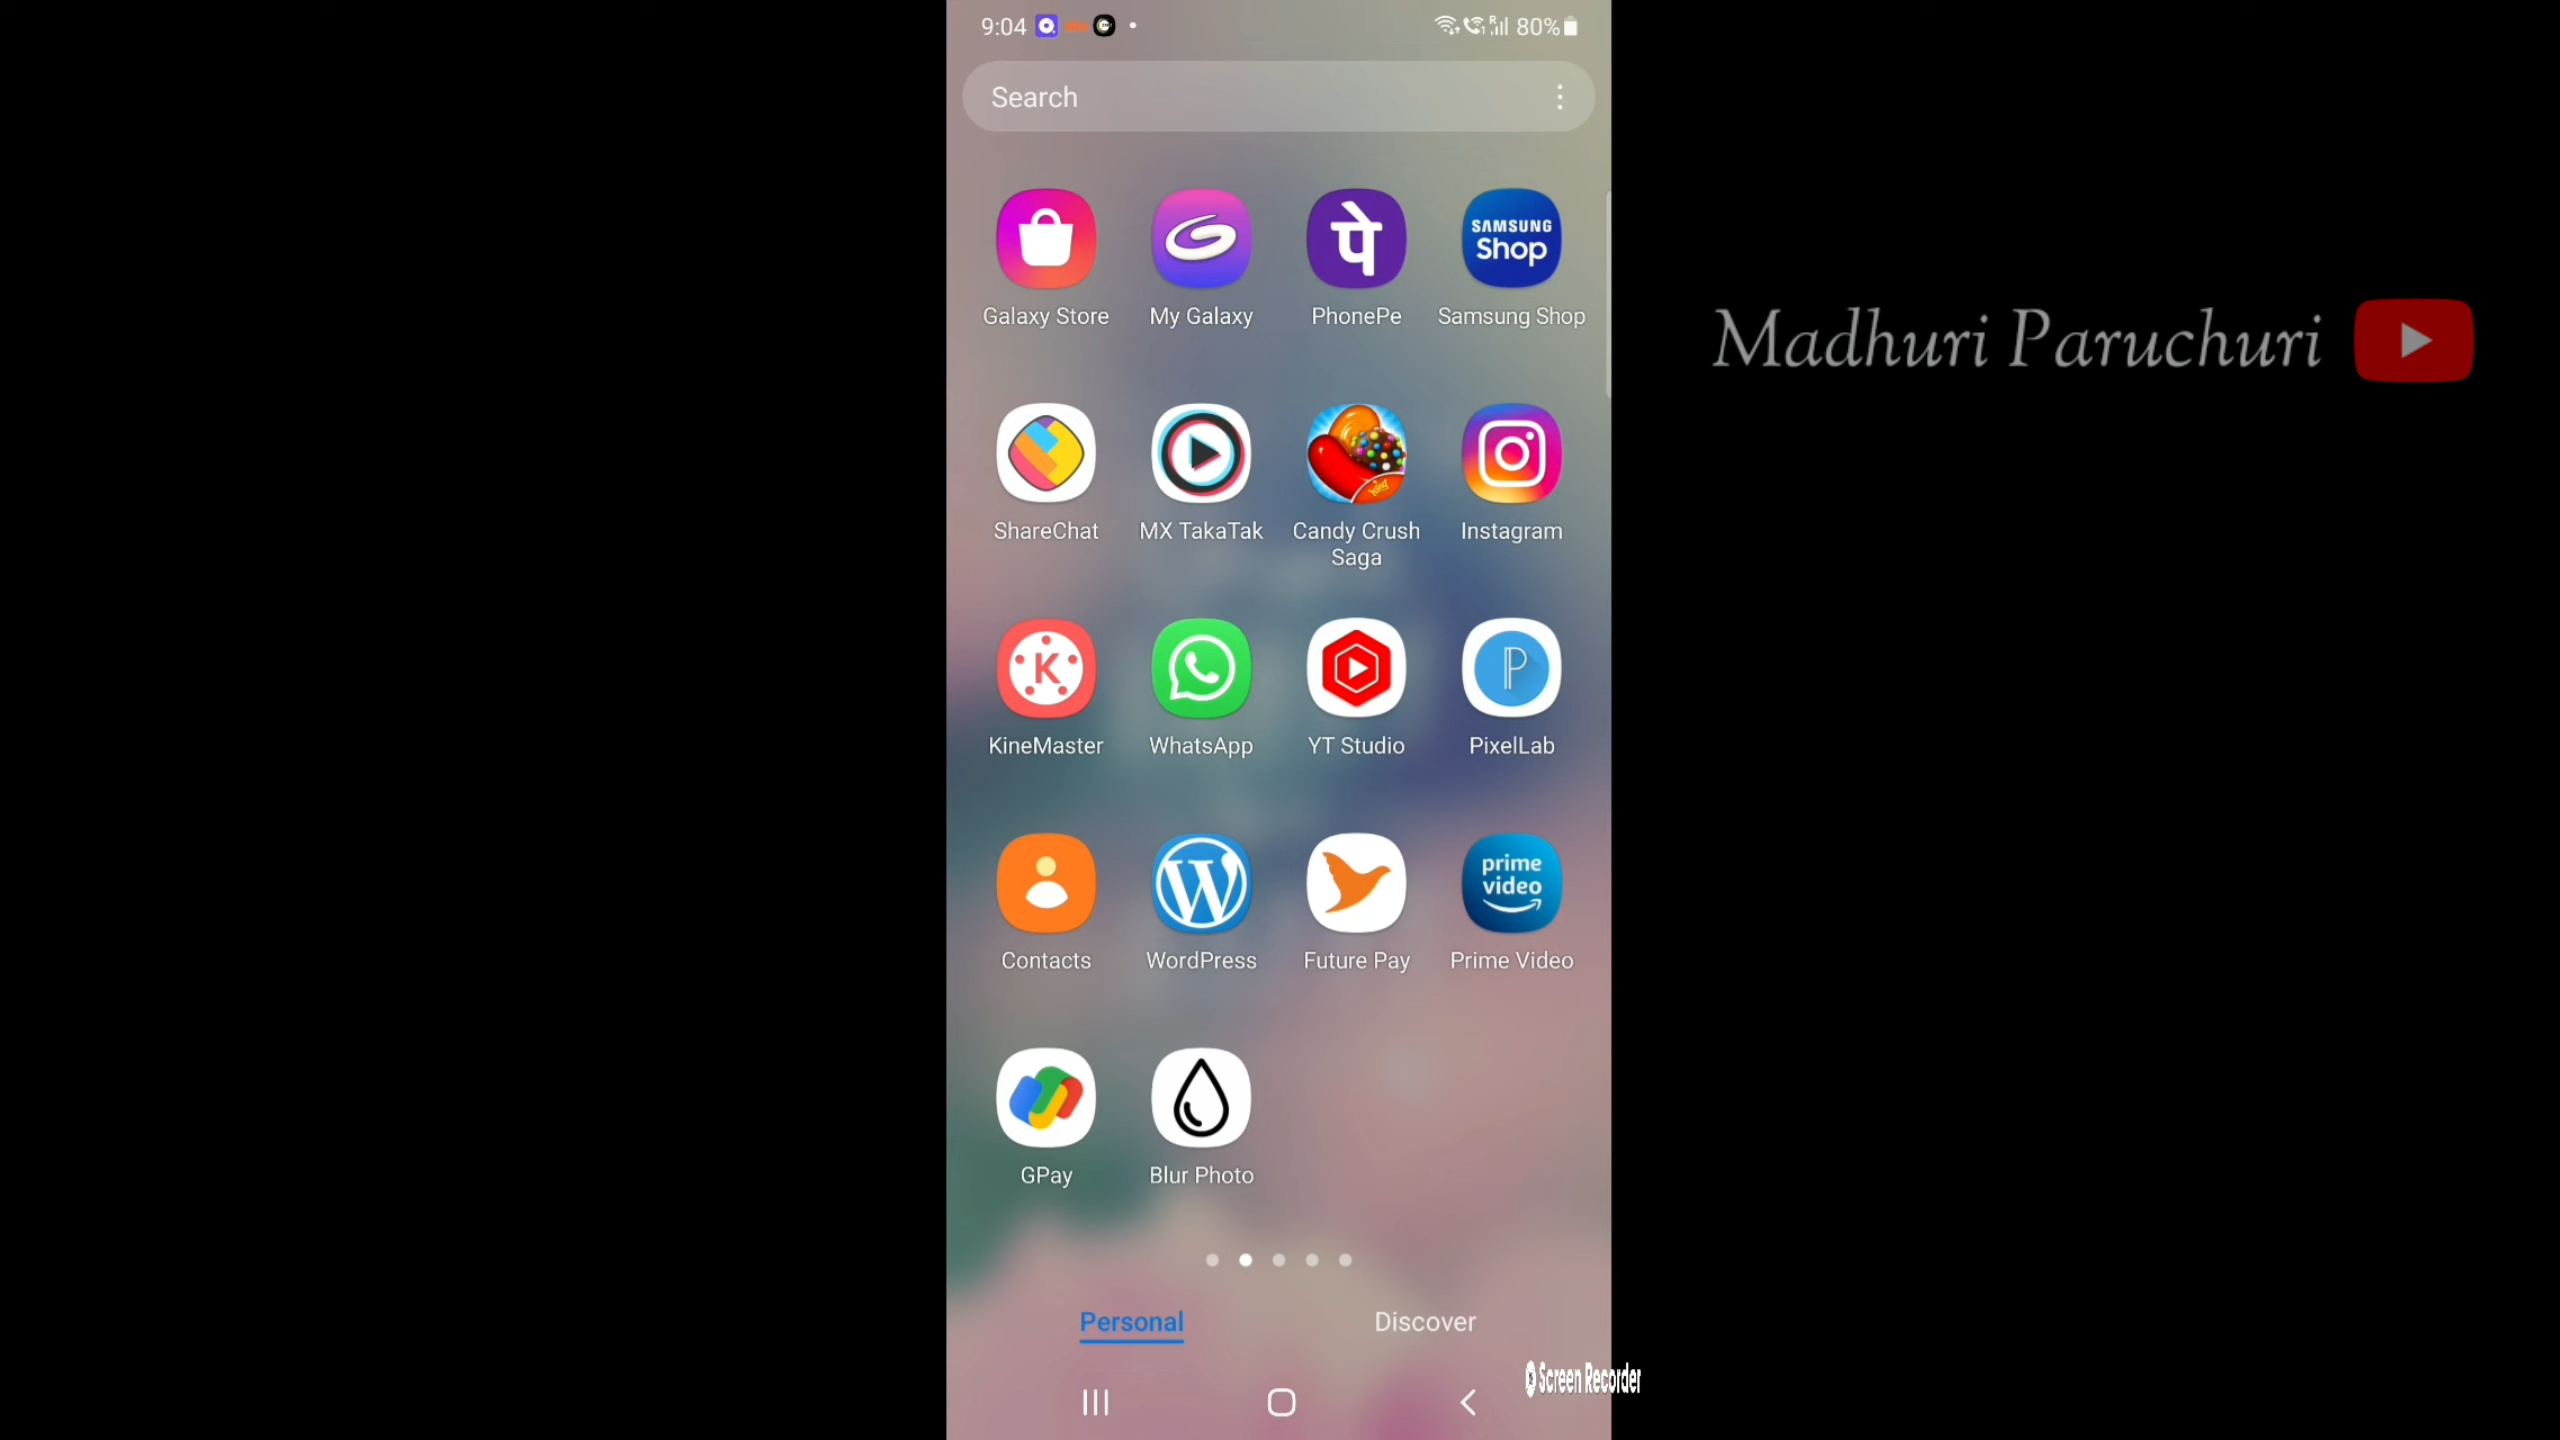 9:04
80%
Search
पे
SAMSUNG
Shop
Galaxy Store
My Galaxy
PhonePe
Samsung Shop
Madhuri Paruchuri
King
ShareChat
MX TakaTak
Candy Crush
Saga
Instagram
K
P
KineMaster
WhatsApp
YT Studio
PixelLab
W
prime
video
Contacts
WordPress
Future Pay
Prime Video
GPay
Blur Photo
Personal
Discover
Screen Recorder